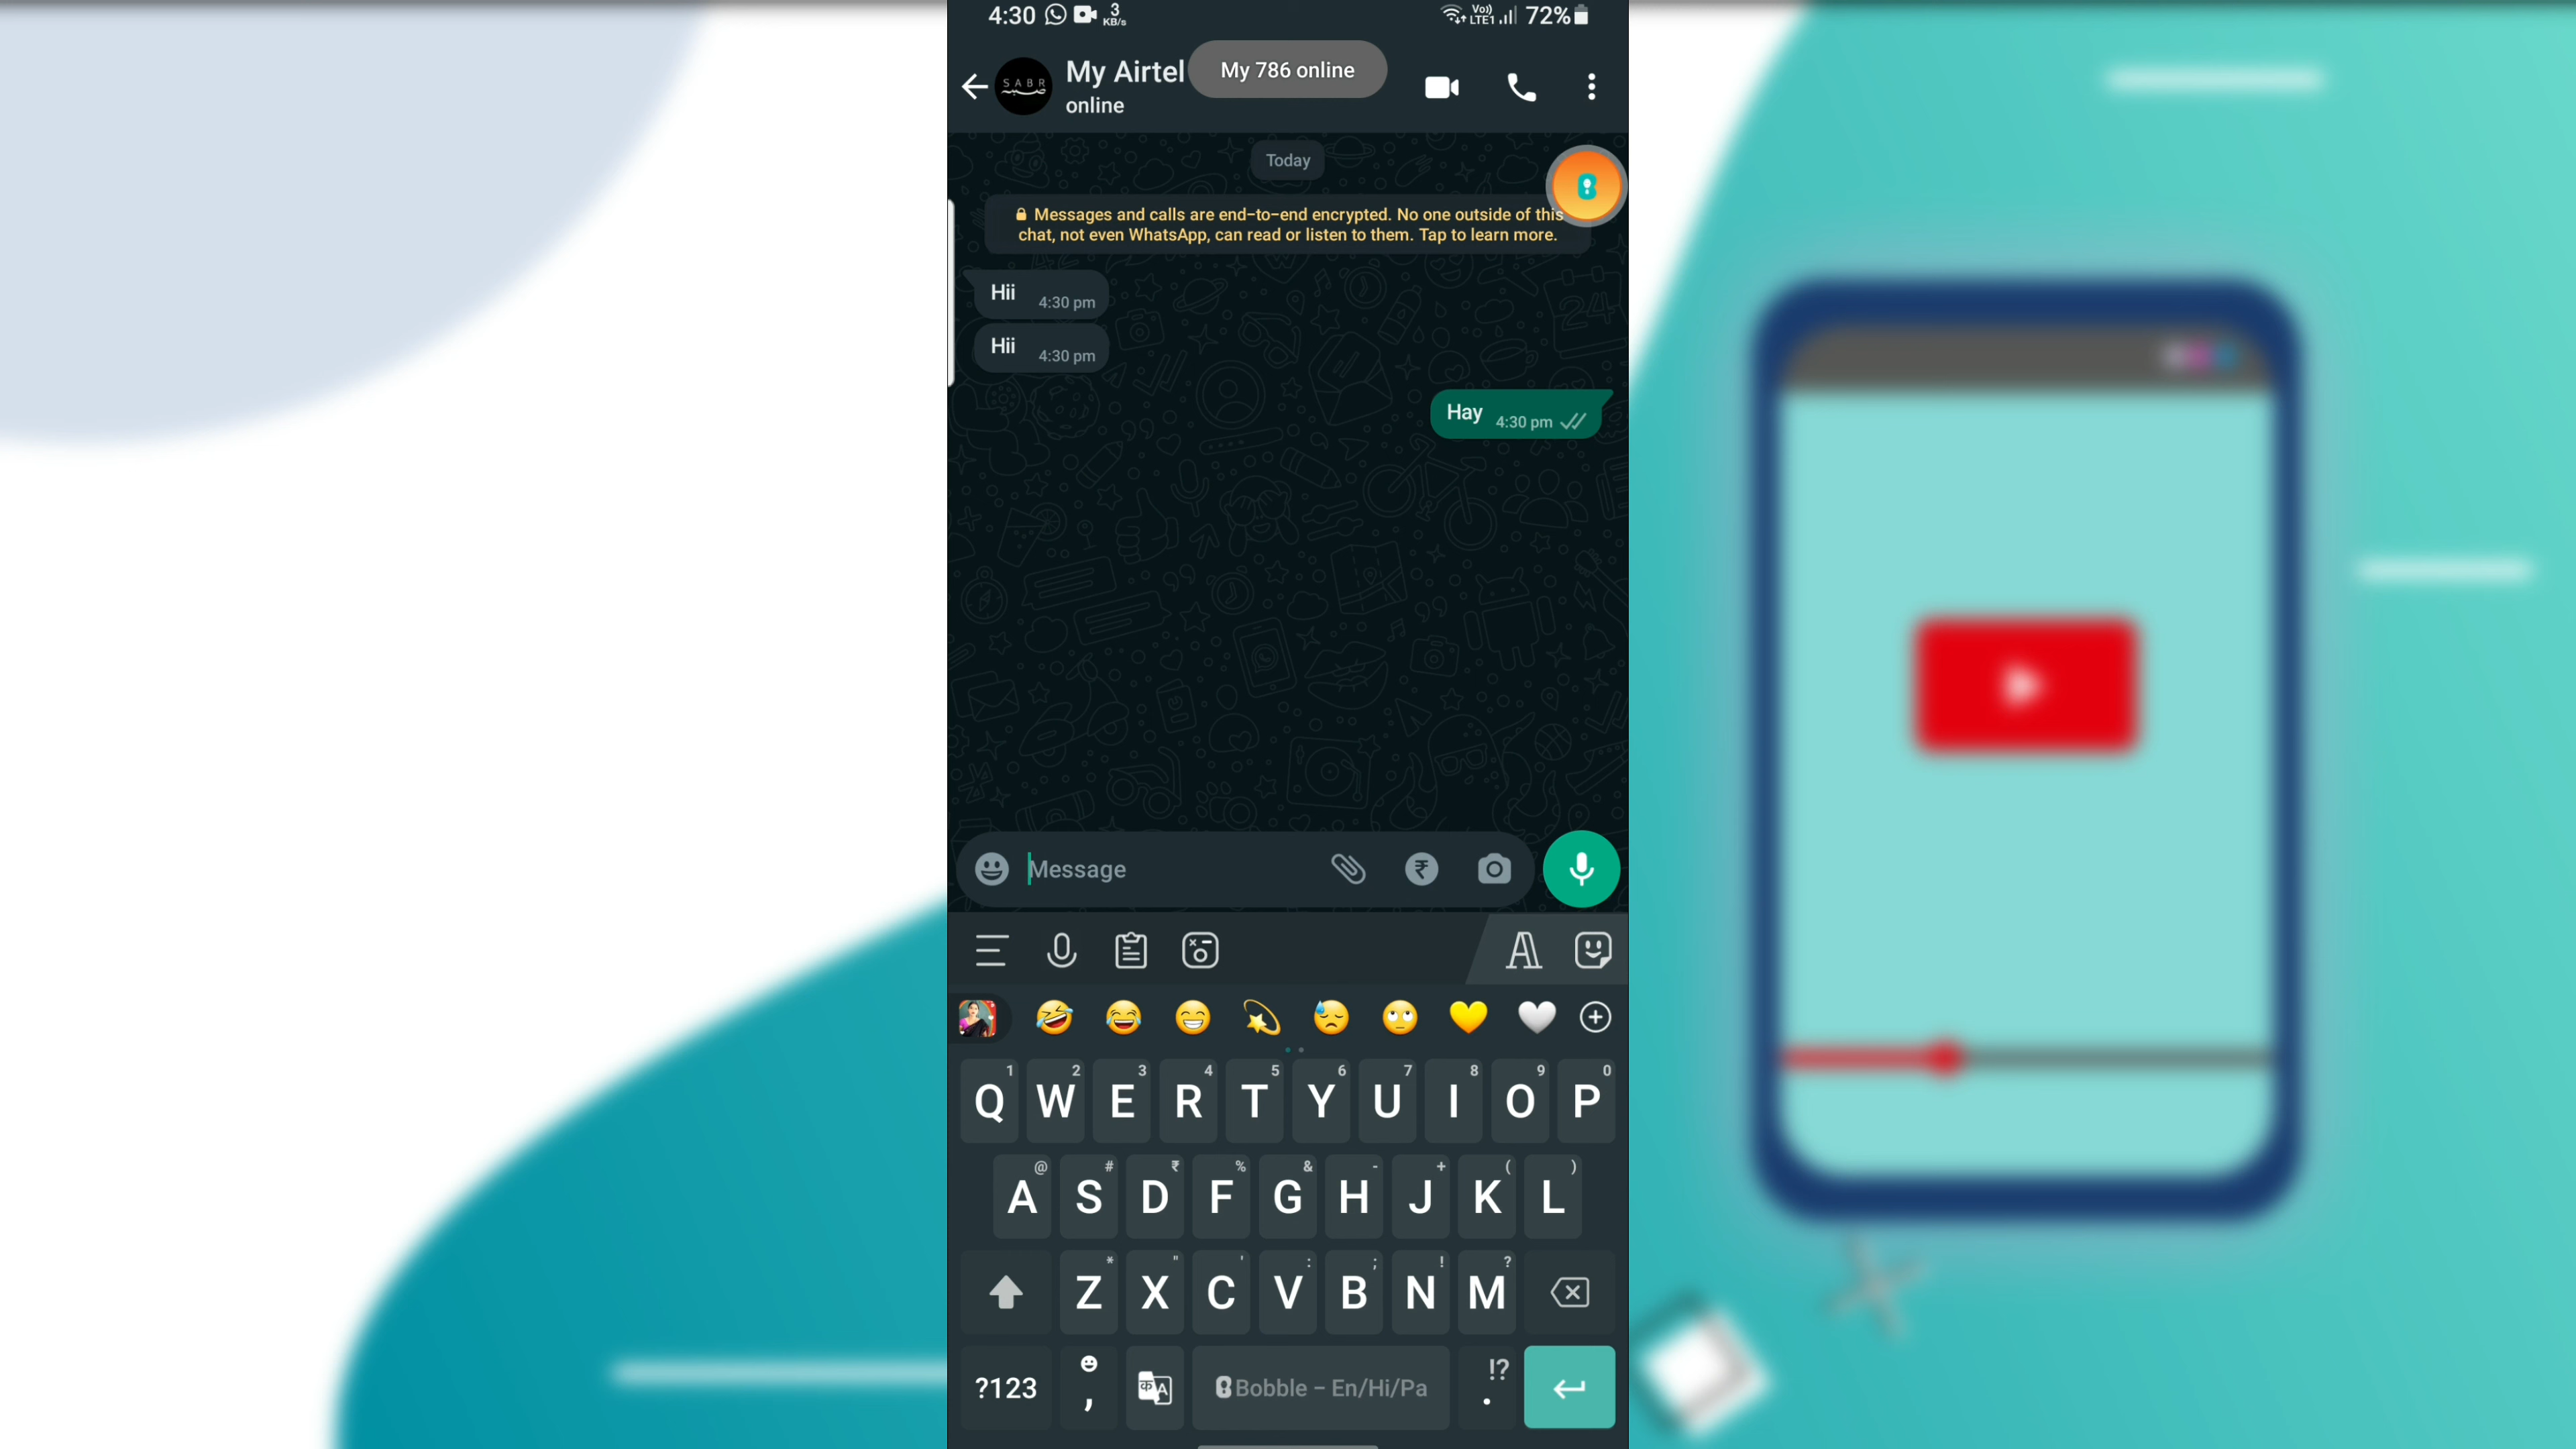 4:30 3 KB/s Vo)) LTE1 72%
My Airtel
My 786 online
online
SABR
Today
Messages and calls are end-to-end encrypted. No one outside of this
chat, not even WhatsApp, can read or listen to them. Tap to learn more.
Hii 4:30 pm
Hii 4:30 pm
Hay 4:30 pm
Message
1 2 3 4 5 6 7 8 9 0
Q W E R T Y U I O P
@ # ₹ % & - + ( )
A S D F G H J K L
* " ' : ; ! ?
Z X C V B N M
!?
?123 , क A Bobble – En/Hi/Pa .